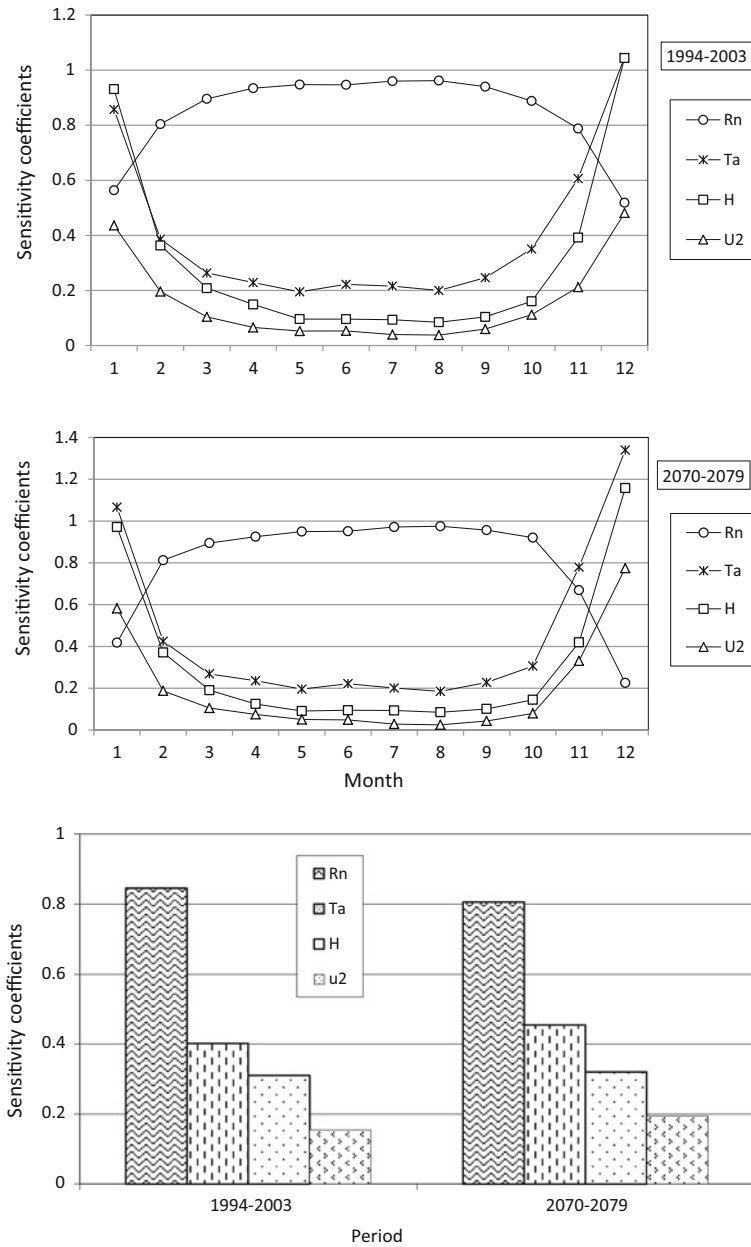 1.2
1
0.8
0.6
0.4
0.2
0
Sensitivity coefficients
1 2 3 4 5 6 7 8 9 10 11 12
1994-2003
Rn
Ta
H
U2
1.4
1.2
1
0.8
0.6
0.4
0.2
0
Sensitivity coefficients
1 2 3 4 5 6 7 8 9 10 11 12
Month
2070-2079
Rn
Ta
H
U2
1
0.8
0.6
0.4
0.2
0
Sensitivity coefficients
Rn
Ta
H
u2
1994-2003 2070-2079
Period